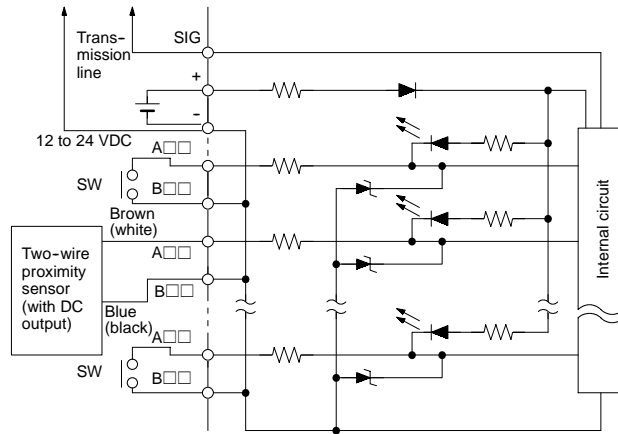 Trans-
mission
line
SIG
+
-
12 to 24 VDC
A□□
SW
B□□
Brown
(white)
A□□
Two-wire
proximity
sensor
(with DC
output)
B□□
Blue
(black)
A□□
SW
B□□
Internal circuit